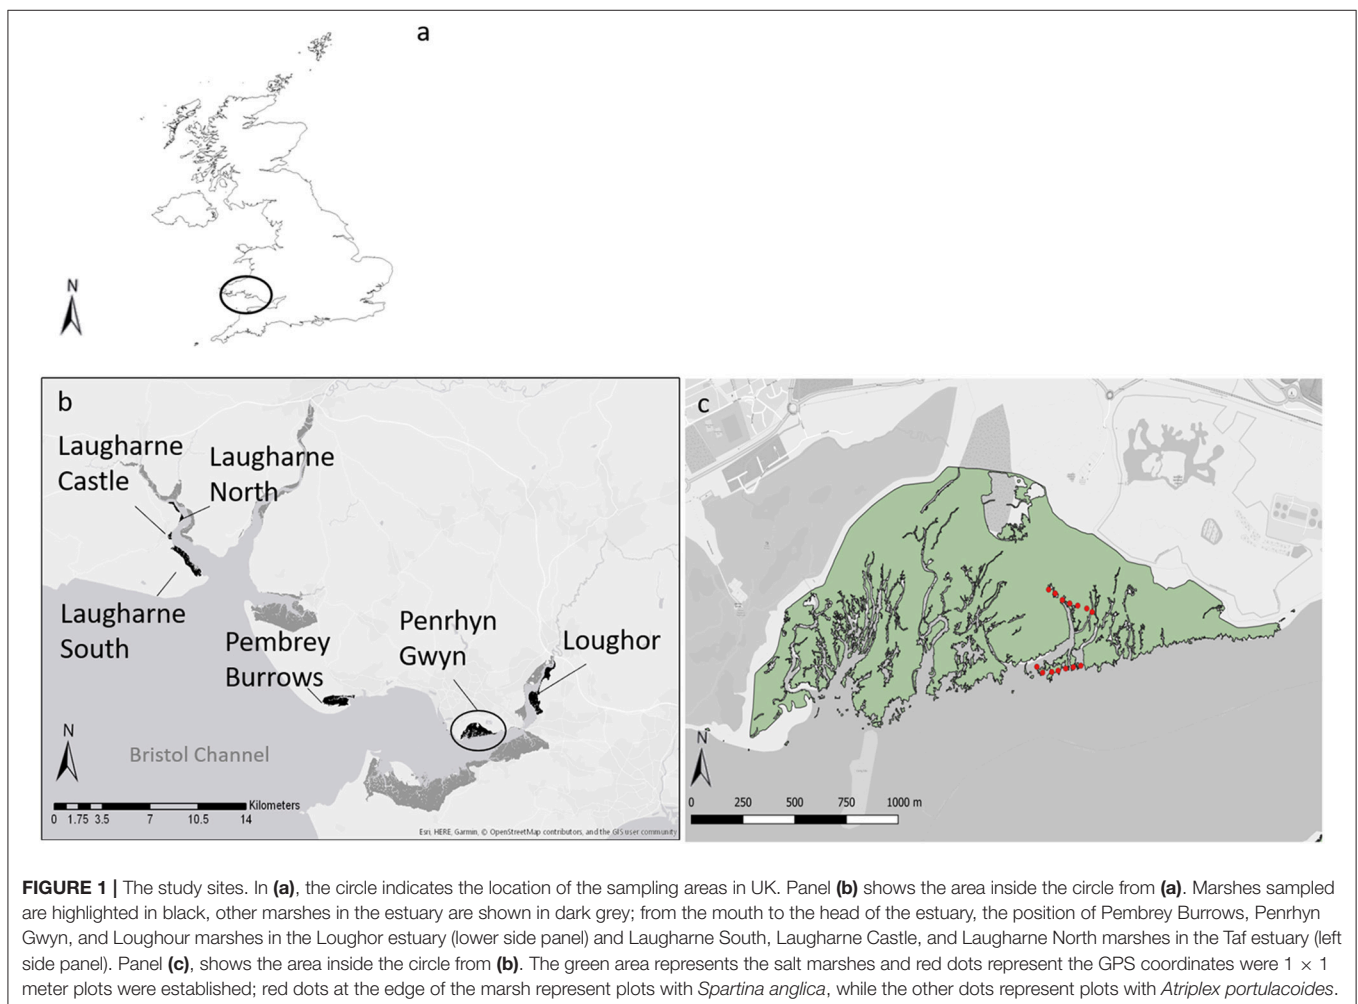 a
N
b
Laugharne
Castle
Laugharne
North
Laugharne
South
Pembrey
Burrows
Penrhyn
Gwyn
Loughor
N
Bristol Channel
Kilometers
0 1.75 3.5 7 10.5 14
Esri, HERE, Garmin, © OpenStreetMap contributors, and the GIS user community
c
N
0 250 500 750 1000 m
FIGURE 1 | The study sites. In (a), the circle indicates the location of the sampling areas in UK. Panel (b) shows the area inside the circle from (a). Marshes sampled
are highlighted in black, other marshes in the estuary are shown in dark grey; from the mouth to the head of the estuary, the position of Pembrey Burrows, Penrhyn
Gwyn, and Loughour marshes in the Loughor estuary (lower side panel) and Laugharne South, Laugharne Castle, and Laugharne North marshes in the Taf estuary (left
side panel). Panel (c), shows the area inside the circle from (b). The green area represents the salt marshes and red dots represent the GPS coordinates were 1 × 1
meter plots were established; red dots at the edge of the marsh represent plots with Spartina anglica, while the other dots represent plots with Atriplex portulacoides.